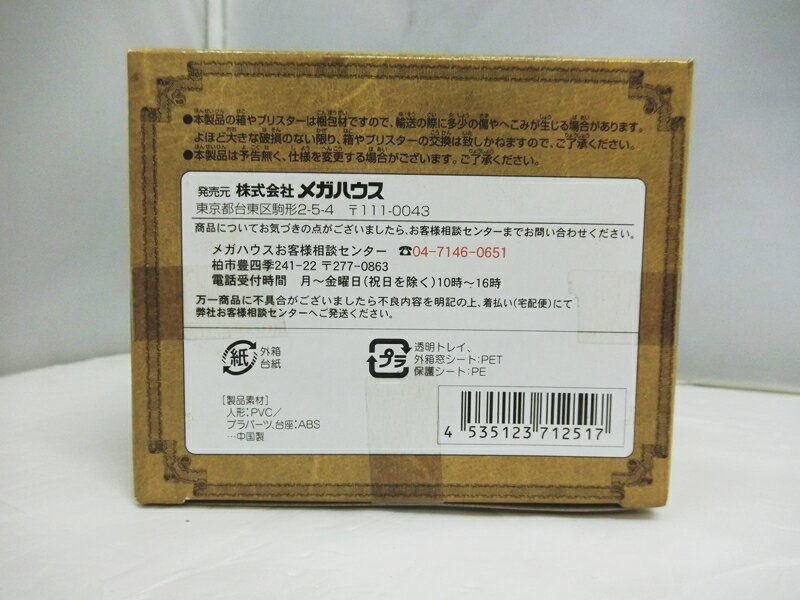 ●本製品の箱やブリスターは梱包材ですので、輸送の際に多少の傷やへこみが生じる場合があります。
よほど大きな破損のない限り、箱やブリスターの交換は致しかねますので、ご了承ください。
●本製品は予告無く、仕様を変更する場合がございます。ご了承ください。
発売元 株式会社 メガハウス
東京都台東区駒形2-5-4 〒111-0043
商品についてお気づきの点がございましたら、お客様相談センターまでお問い合わせください。
メガハウスお客様相談センター ☎04-7146-0651
柏市豊四季241-22 〒277-0863
電話受付時間 月～金曜日(祝日を除く)10時～16時
万一商品に不具合がございましたら不良内容を明記の上、着払い(宅配便)にて
弊社お客様相談センターへご発送ください。
紙 外箱
台紙
プラ 透明トレイ、
外箱窓シート:PET
保護シート:PE
[製品素材]
人形:PVC/
プラパーツ、台座:ABS
…中国製
4 535123 712517